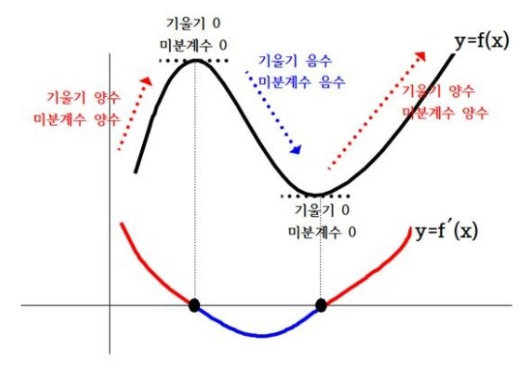 기울기 0
미분계수 0
y=f(x)
기울기 음수
미분계수 음수
기울기 양수
미분계수 양수
기울기 양수
미분계수 양수
기울기 0
미분계수 0
y=f´(x)